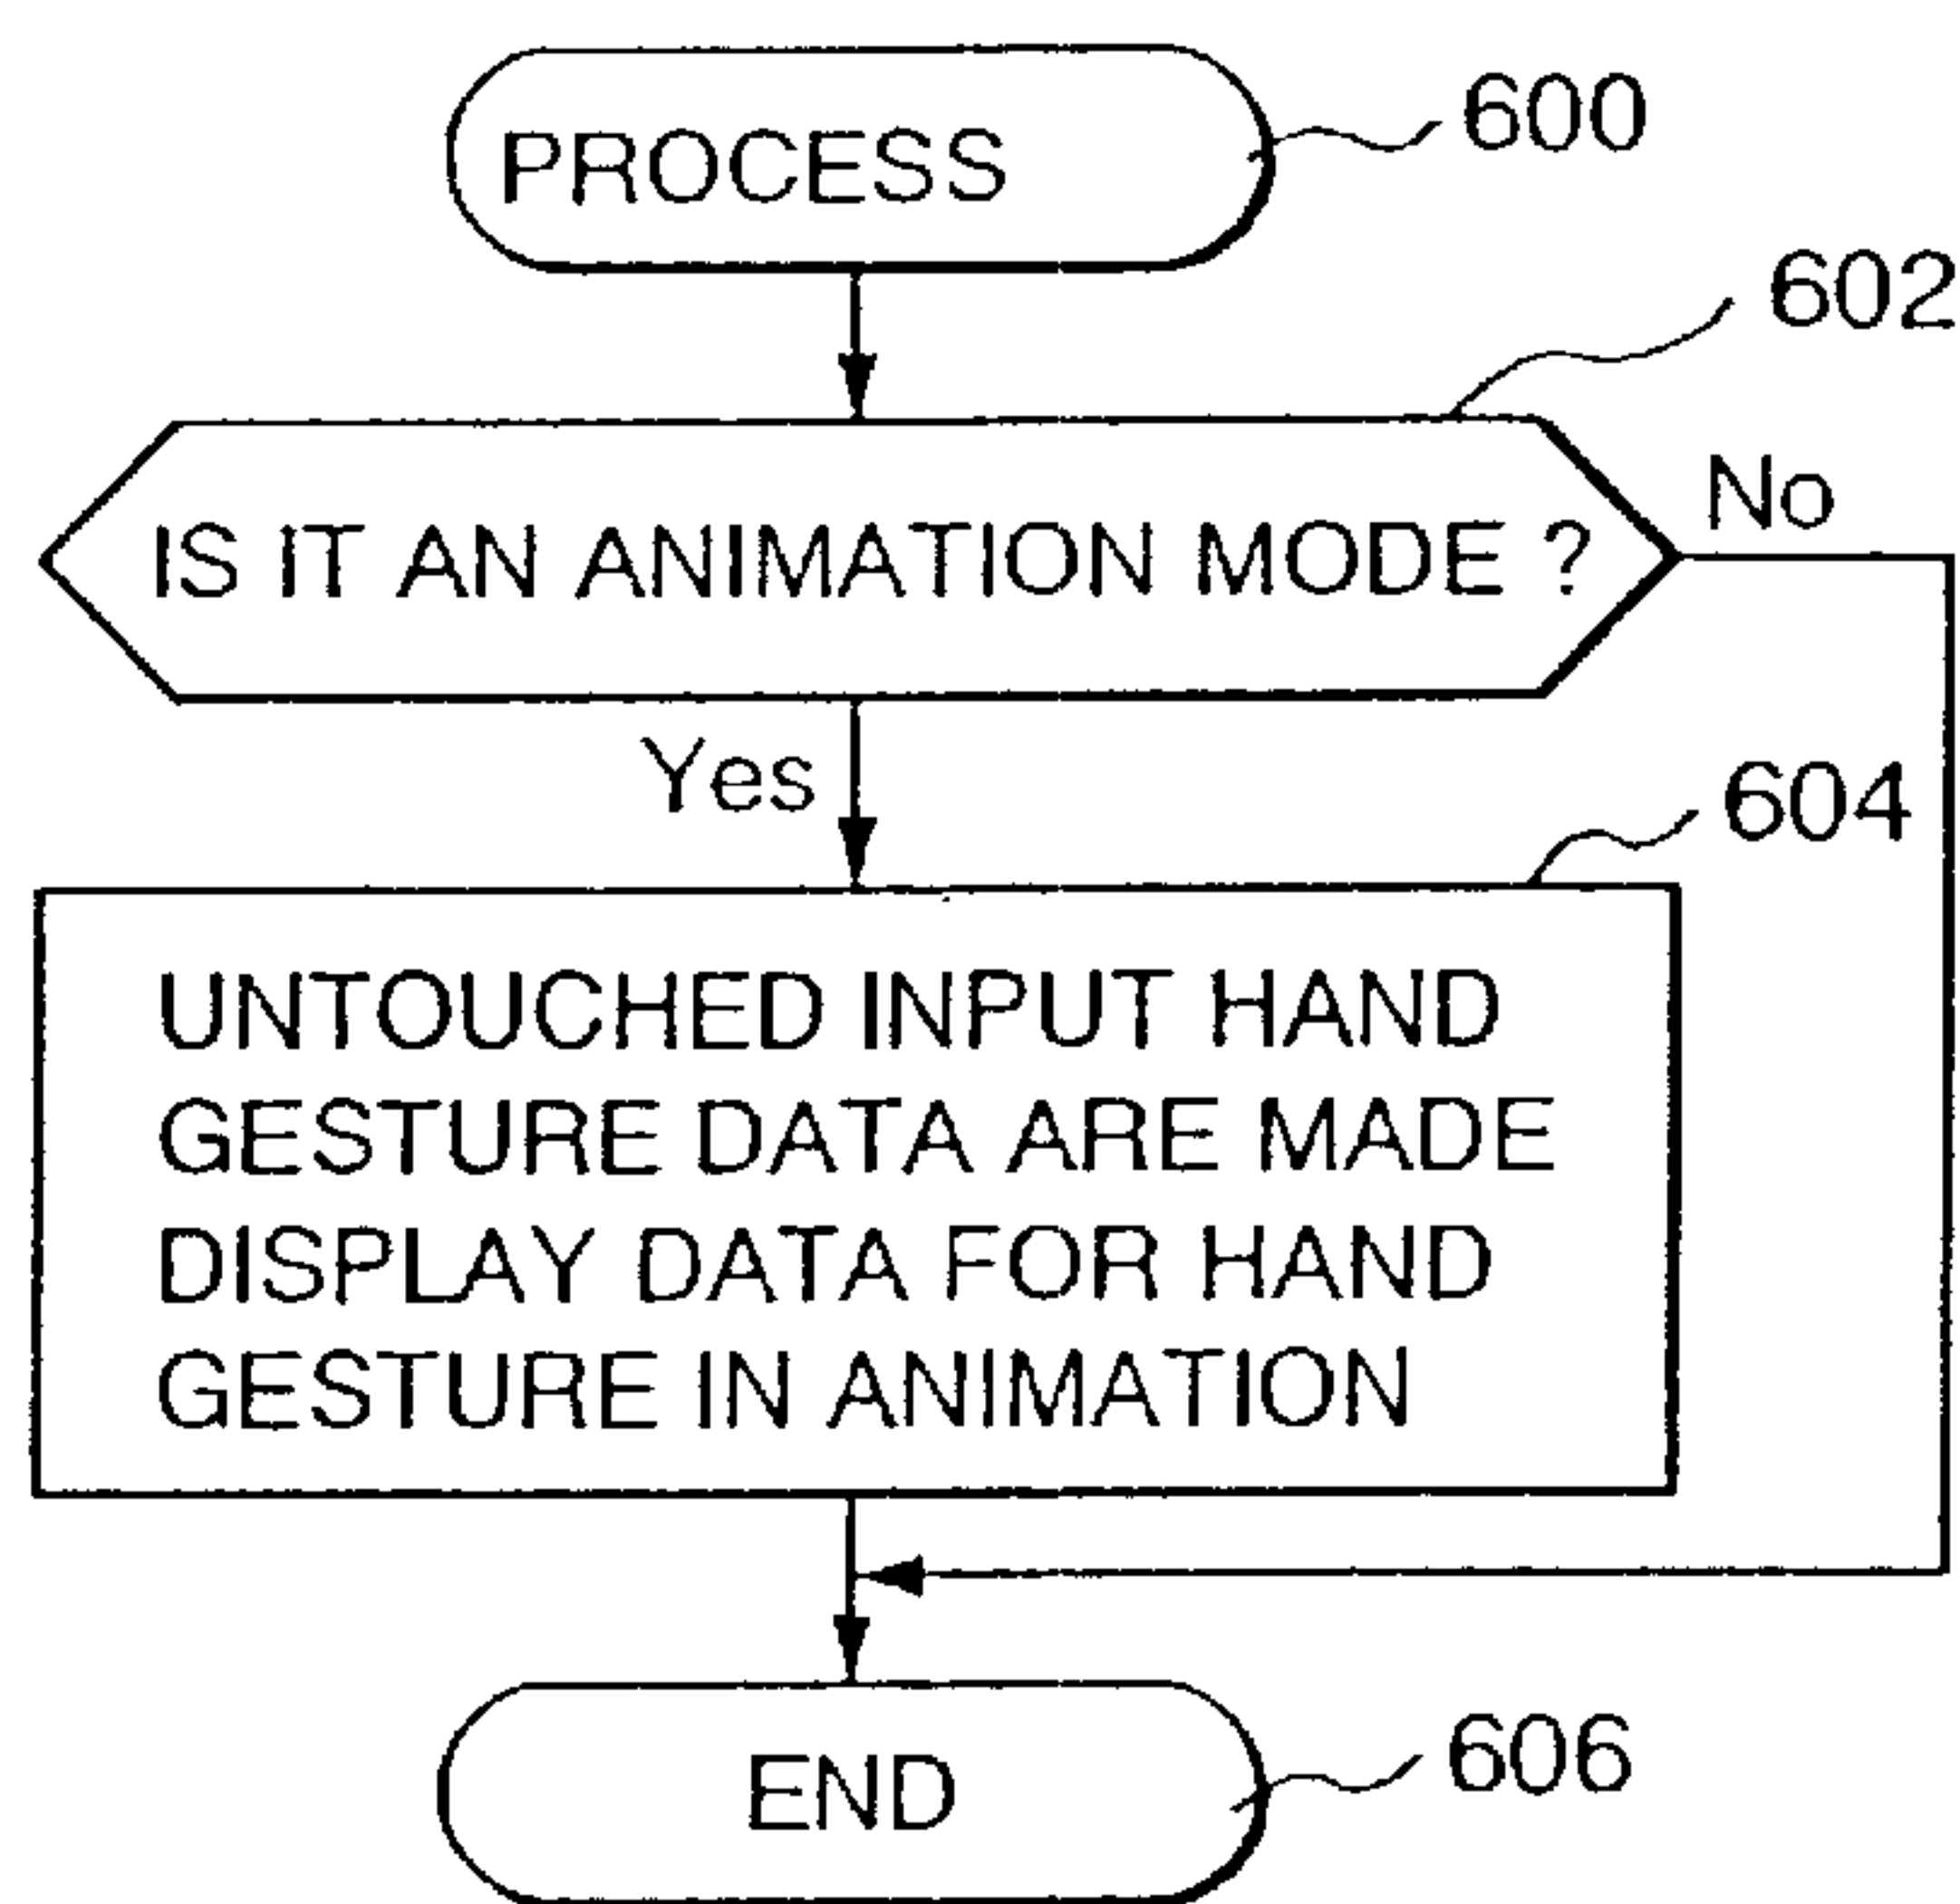 PROCESS
600
602
IS IT AN ANIMATION MODE ?
No
Yes
604
UNTOUCHED INPUT HAND
GESTURE DATA ARE MADE
DISPLAY DATA FOR HAND
GESTURE IN ANIMATION
END
606